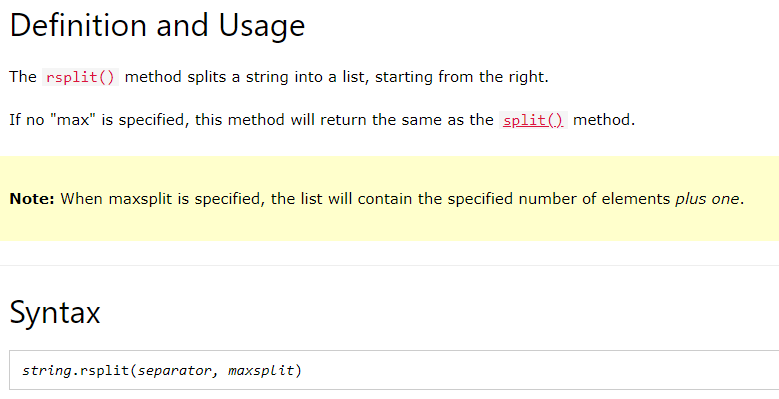 Definition and Usage
The rsplit() method splits a string into a list, starting from the right.
If no "max" is specified, this method will return the same as the split() method.
Note: When maxsplit is specified, the list will contain the specified number of elements plus one.
Syntax
string.rsplit(separator, maxsplit)